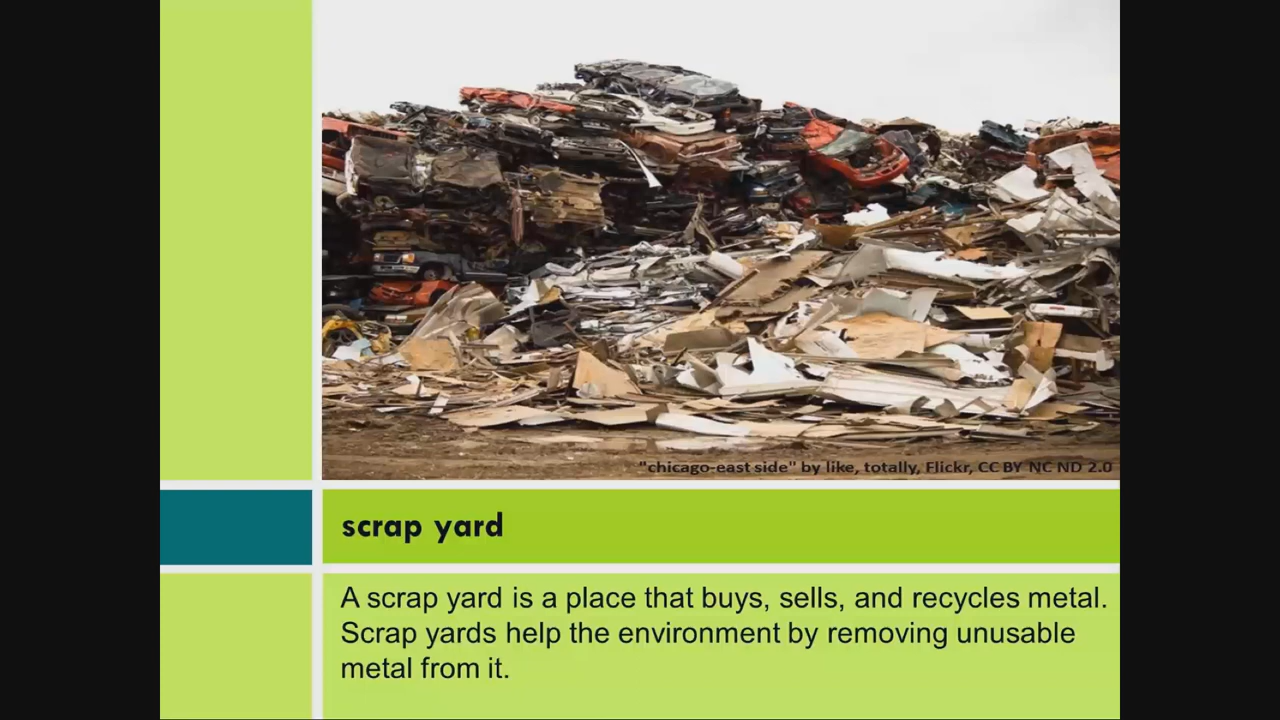 "chicago-east side" by like, totally, Flickr, CC BY NC ND 2.0
scrap yard
A scrap yard is a place that buys, sells, and recycles metal.
Scrap yards help the environment by removing unusable
metal from it.